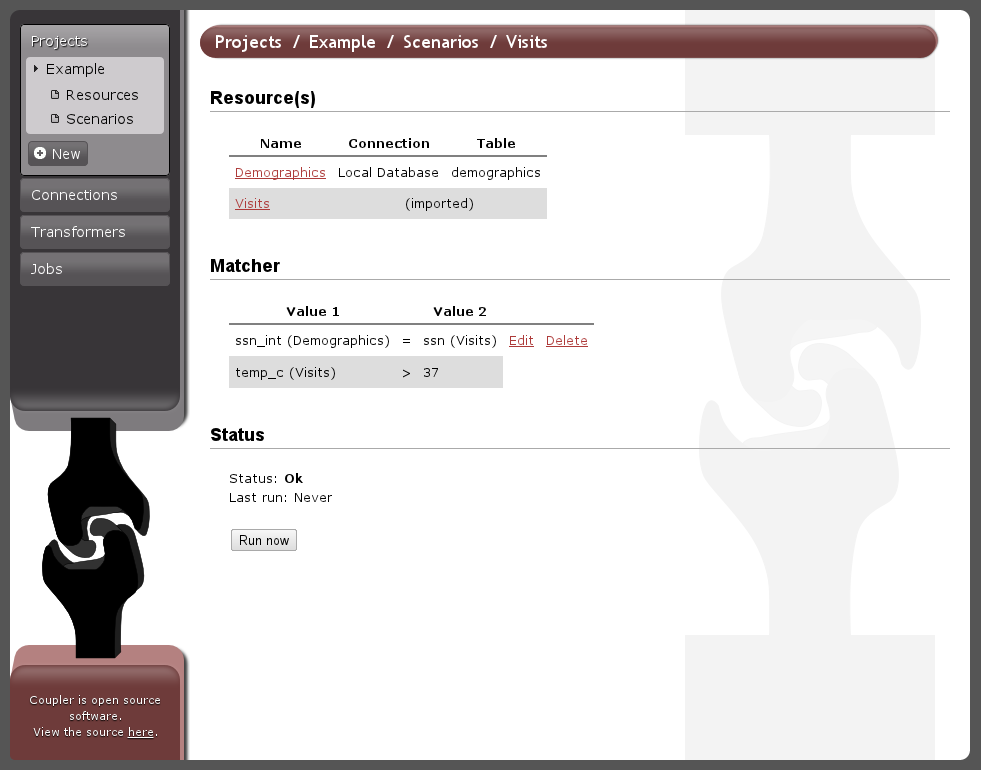 Projects
Example
Resources
Scenarios
New
Connections
Transformers
Jobs
Coupler is open source
software.
View the source here.
Projects / Example / Scenarios / Visits
Resource(s)
Name Connection Table
Demographics Local Database demographics
Visits (imported)
Matcher
Value 1 Value 2
ssn_int (Demographics) = ssn (Visits) Edit Delete
temp_c (Visits) > 37
Status
Status: Ok
Last run: Never
Run now